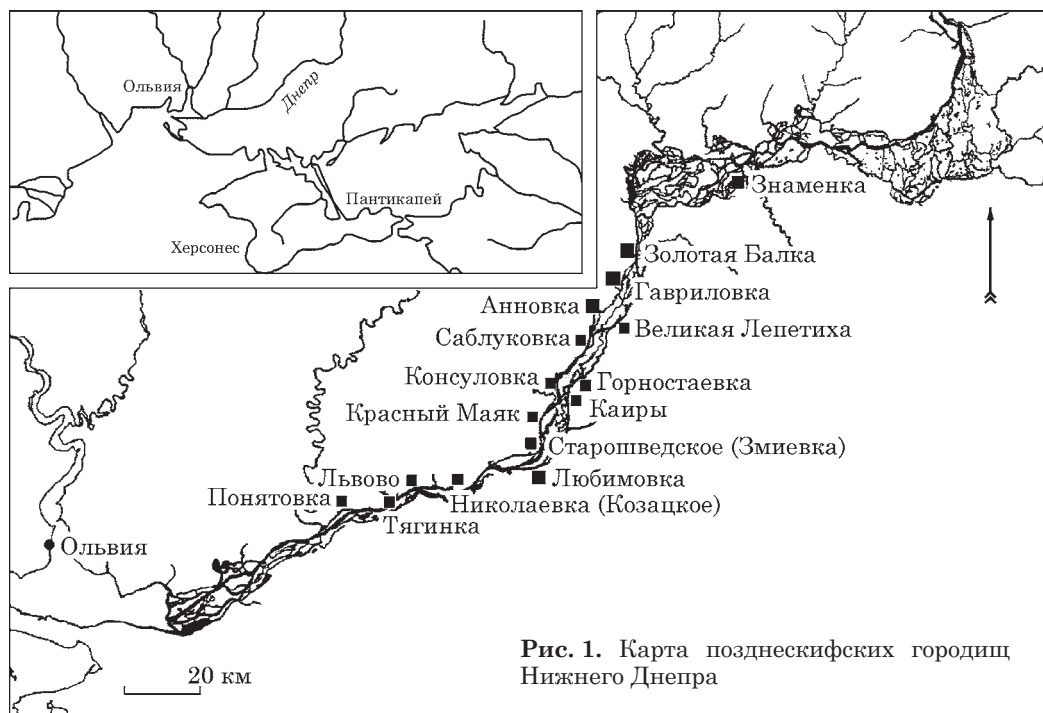 Ольвия
Днепр
Пантикапей
Херсонес
Знаменка
Золотая Балка
Гавриловка
Анновка
Великая Лепетиха
Саблуковка
Консуловка
Горностаевка
Каиры
Красный Маяк
Старошведское (Змиевка)
Любимовка
Львово
Николаевка (Козацкое)
Понятовка
Тягинка
Ольвия
20 км
Рис. 1. Карта позднескифских городищ
Нижнего Днепра